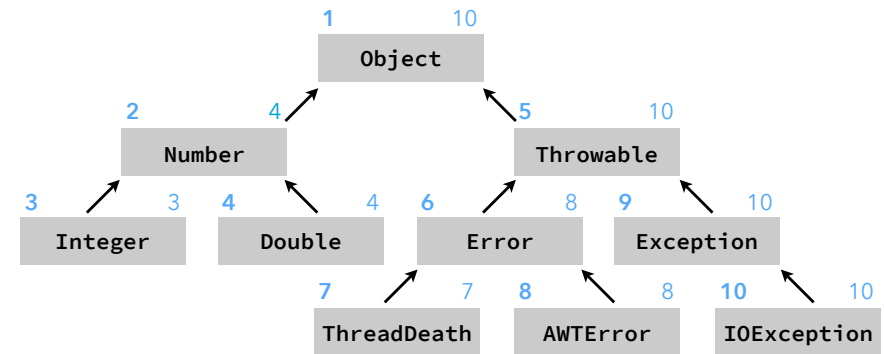 1 10
Object
2 4 5 10
Number Throwable
3 3 4 4 6 8 9 10
Integer Double Error Exception
7 7 8 8 10 10
ThreadDeath AWTError IOException